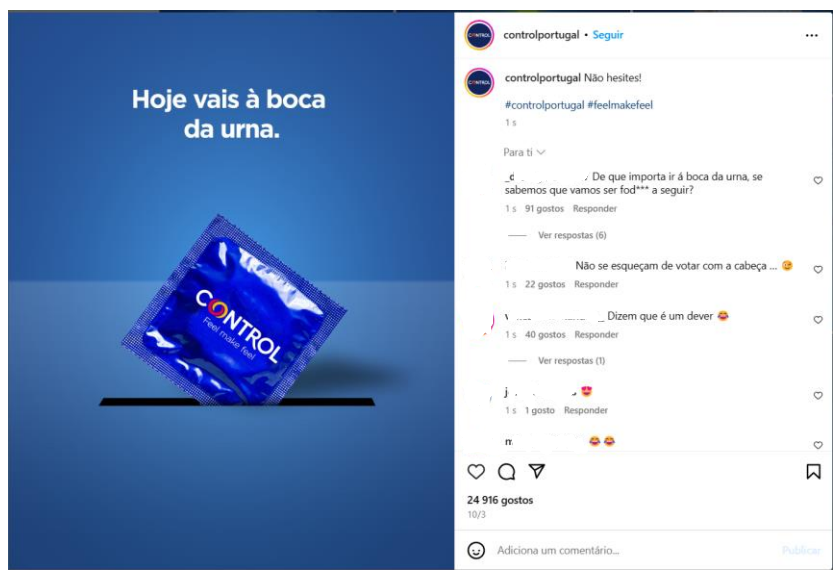 Hoje vais à boca
da urna.
CONTROL
Feel make feel
CONTROL
controlportugal • Seguir
CONTROL
controlportugal Não hesites!
#controlportugal #feelmakefeel
1 s
Para ti
De que importa ir á boca da urna, se
sabemos que vamos ser fod*** a seguir?
1 s 91 gostos Responder
Ver respostas (6)
Não se esqueçam de votar com a cabeça ... 😉
1 s 22 gostos Responder
Dizem que é um dever 😂
1 s 40 gostos Responder
Ver respostas (1)
😍
1 s 1 gosto Responder
😂😂
24 916 gostos
10/3
Adiciona um comentário...
Publicar